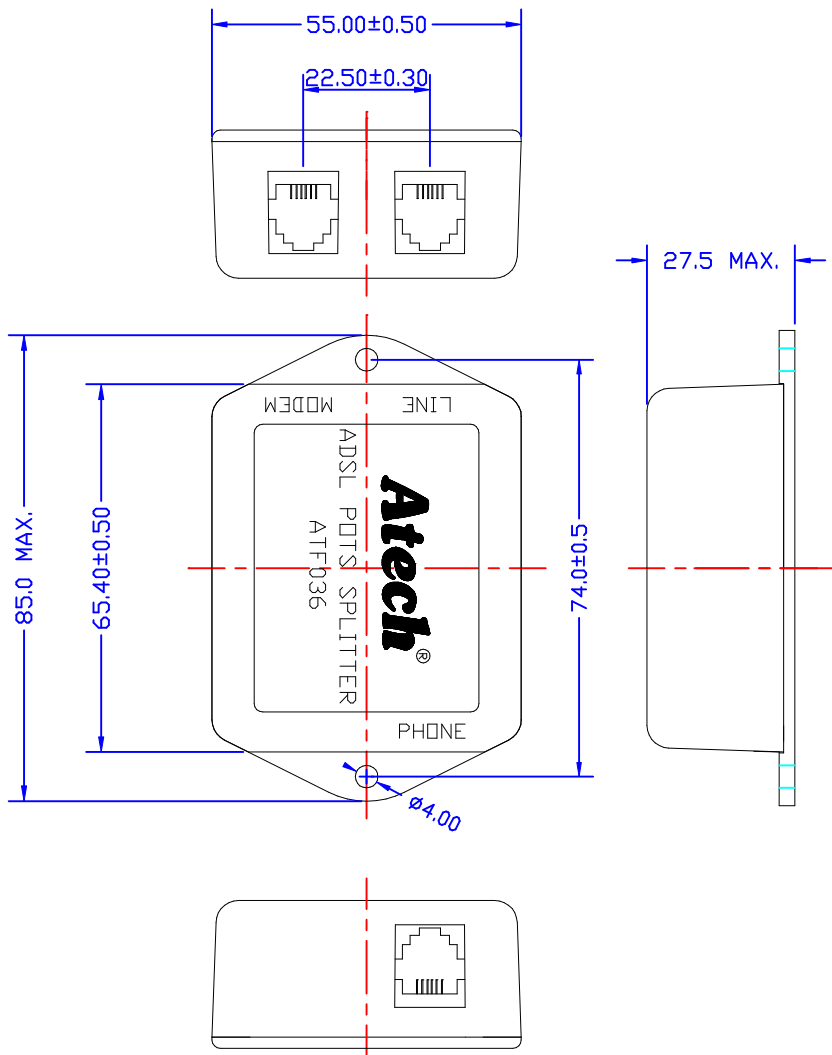 55.00±0.50
22.50±0.30
27.5 MAX.
MODEM
LINE
Atech®
ADSL POTS SPLITTER
ATF036
85.0 MAX.
65.40±0.50
74.0±0.5
PHONE
ø4.00